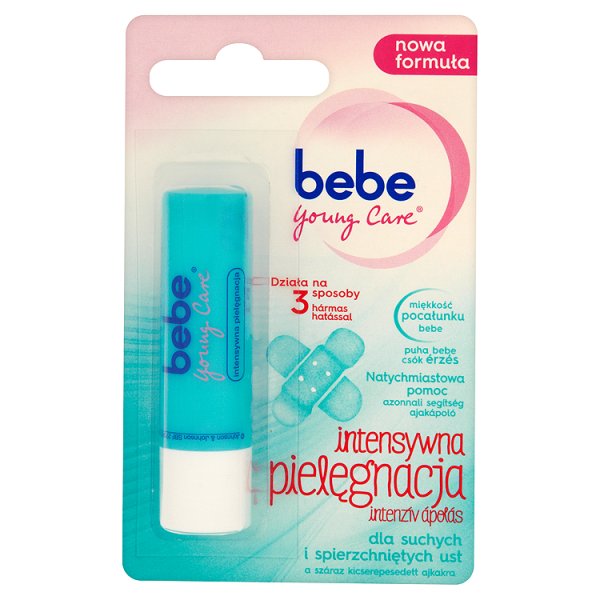 nowa
formuła
bebe
Young Care®
Działa na
3 sposoby
hármas
hatással
miękkość
pocałunku
bebe
puha bebe
csók érzés
Natychmiastowa
pomoc
azonnali segítség
ajakápoló
intensywna
pielęgnacja
intenzív ápolás
dla suchych
i spierzchniętych ust
a száraz kicserepesedett ajkakra
bebe®
Young Care
intensywna pielęgnacja
© Johnson & Johnson